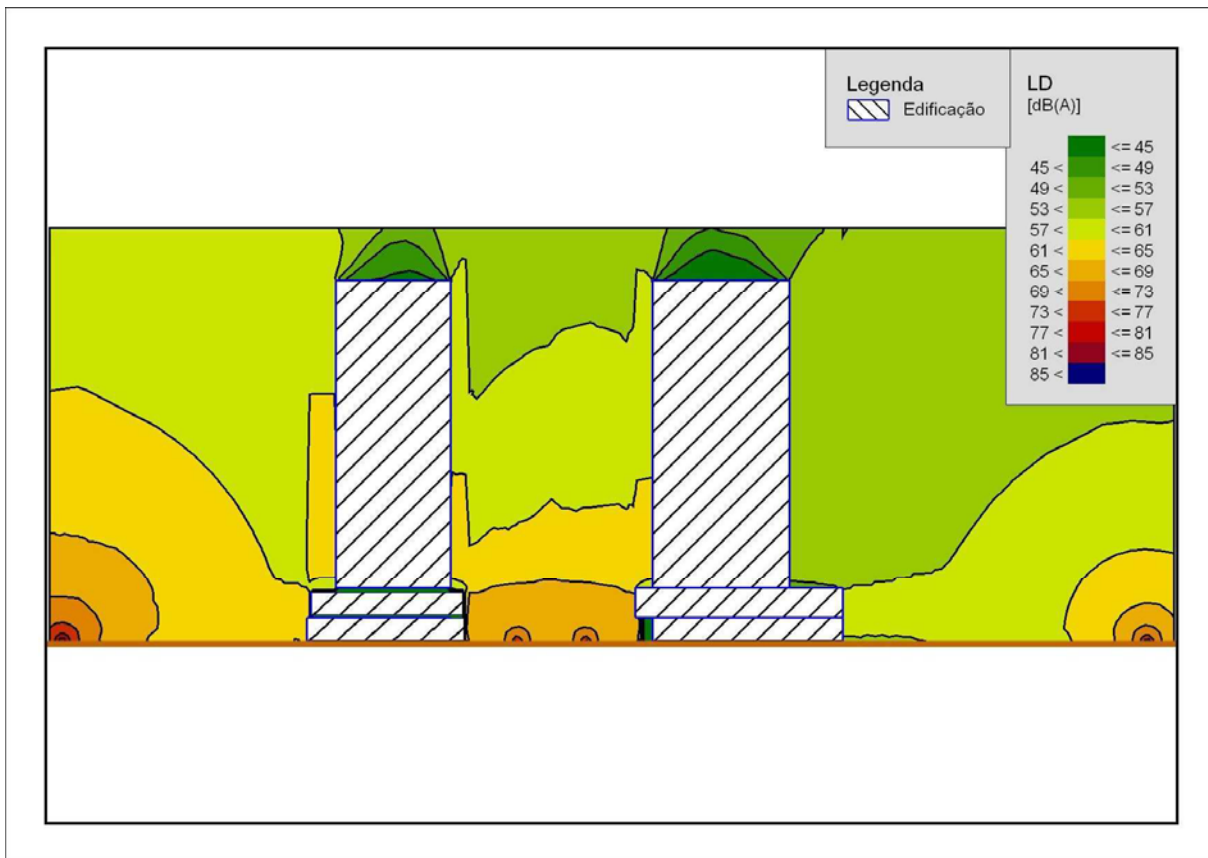 Legenda
Edificação
LD
[dB(A)]
<= 45
45 < <= 49
49 < <= 53
53 < <= 57
57 < <= 61
61 < <= 65
65 < <= 69
69 < <= 73
73 < <= 77
77 < <= 81
81 < <= 85
85 <